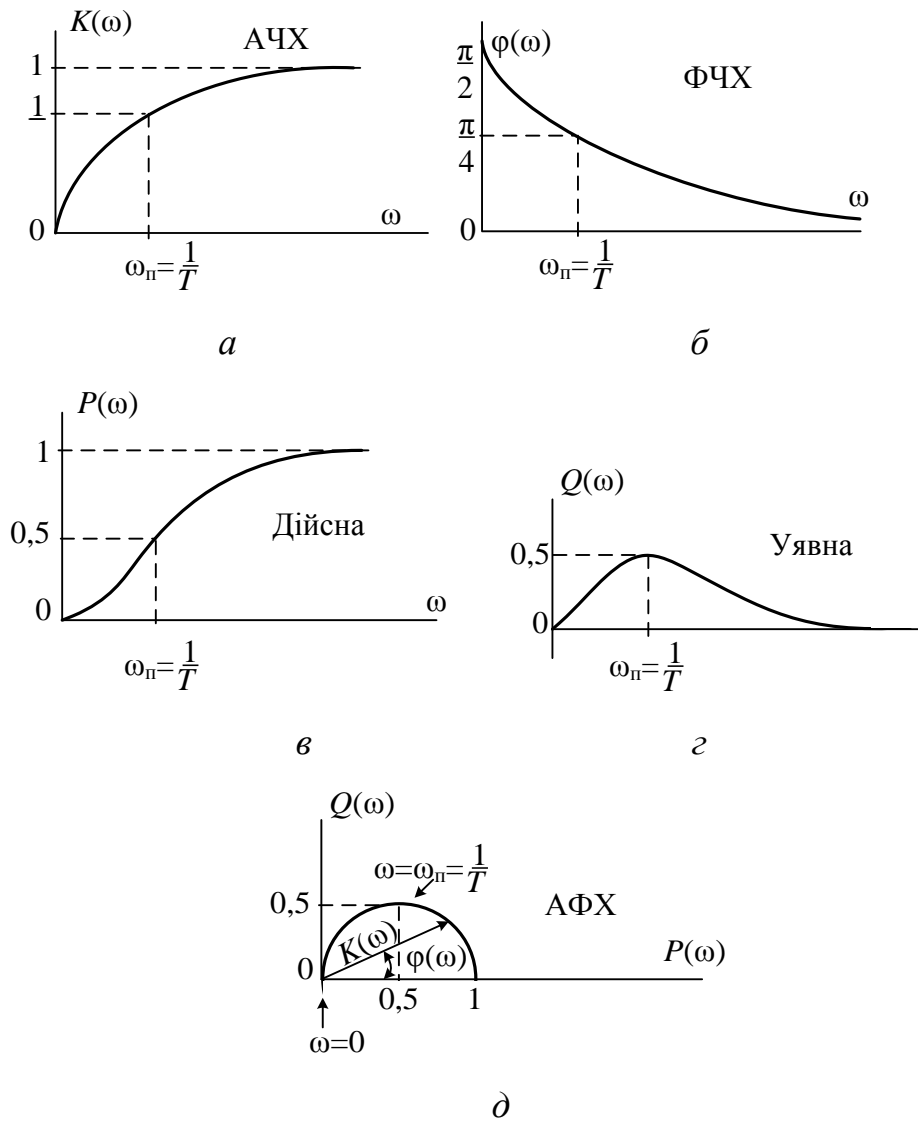 K(ω)
АЧХ
1
1
0
ω
ωп=1/T
а
φ(ω)
π/2
ФЧХ
π/4
0
ω
ωп=1/T
б
P(ω)
1
0,5
Дійсна
0
ω
ωп=1/T
в
Q(ω)
0,5
Уявна
0
ωп=1/T
г
Q(ω)
ω=ωп=1/T
0,5
АФХ
K(ω)
φ(ω)
P(ω)
0
0,5
1
ω=0
д